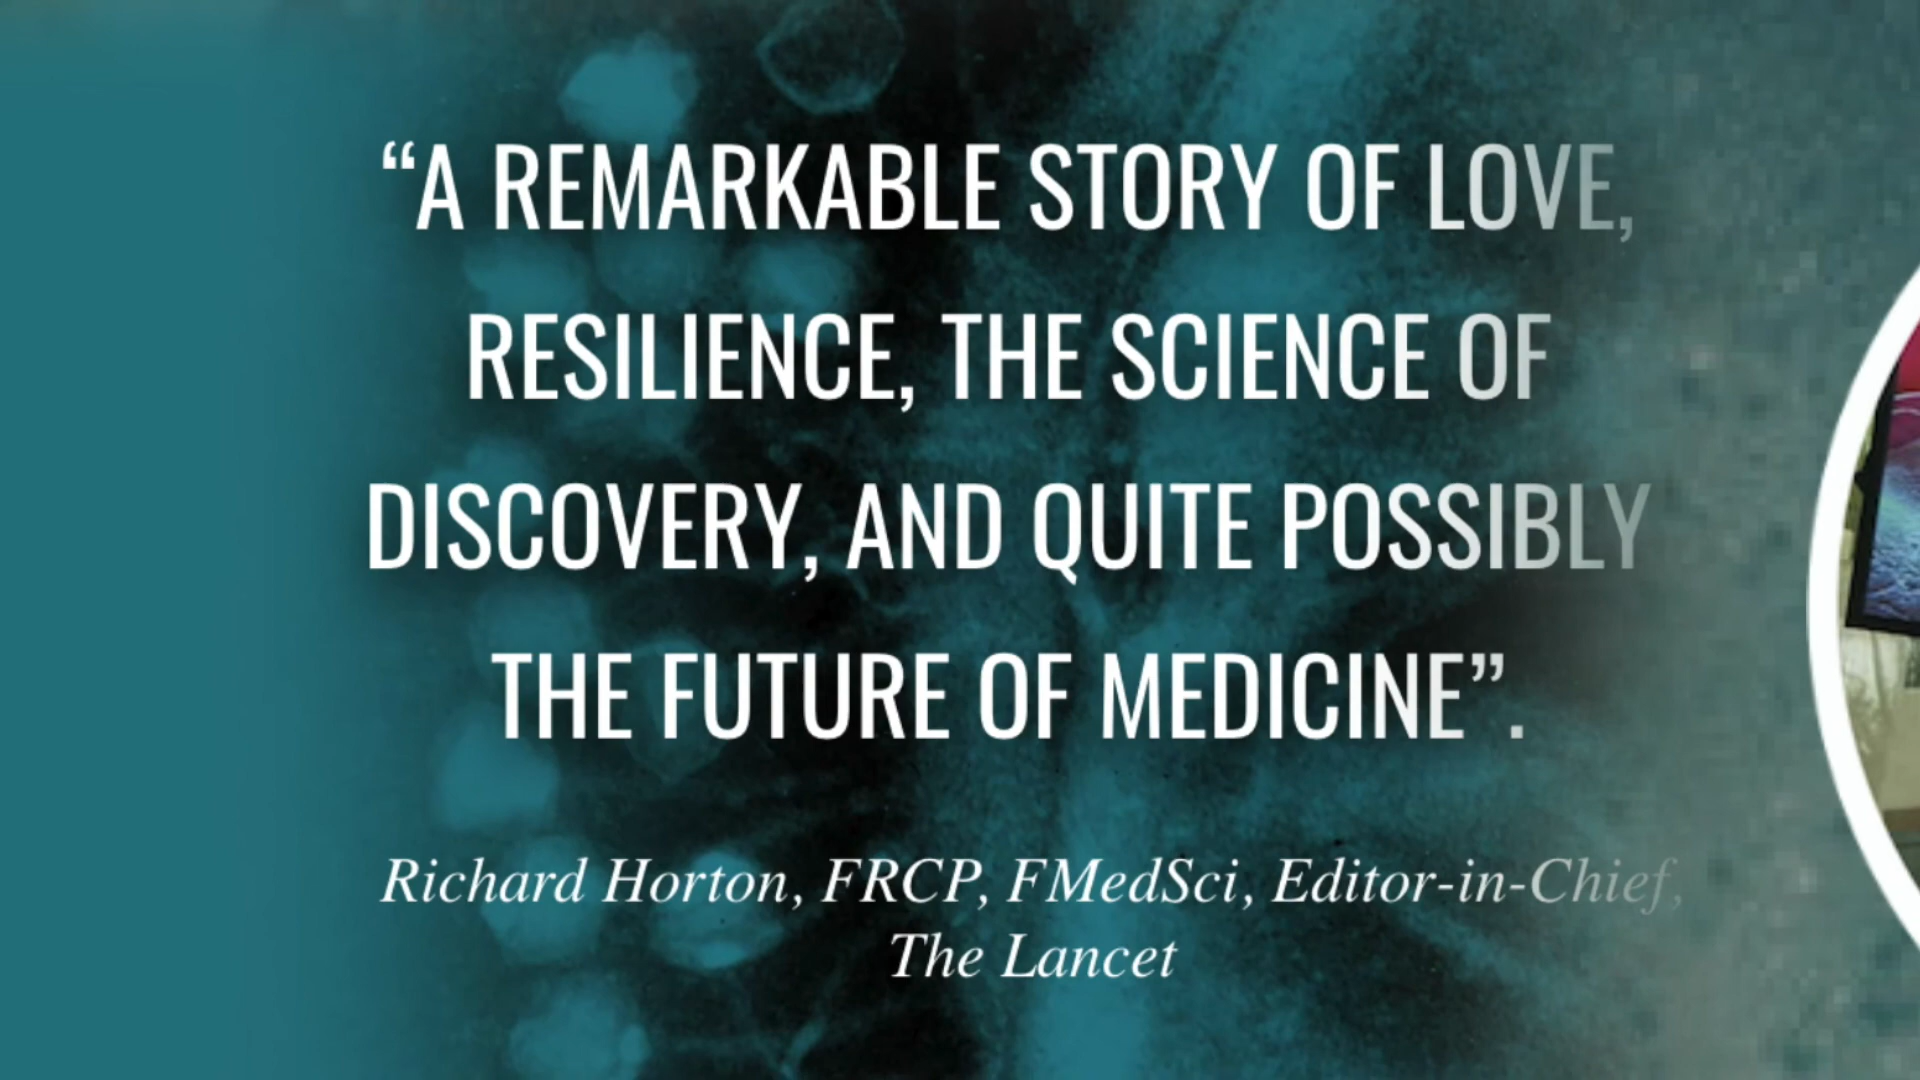 “A REMARKABLE STORY OF LOVE,
RESILIENCE, THE SCIENCE OF
DISCOVERY, AND QUITE POSSIBLY
THE FUTURE OF MEDICINE”.
Richard Horton, FRCP, FMedSci, Editor-in-Chief,
The Lancet